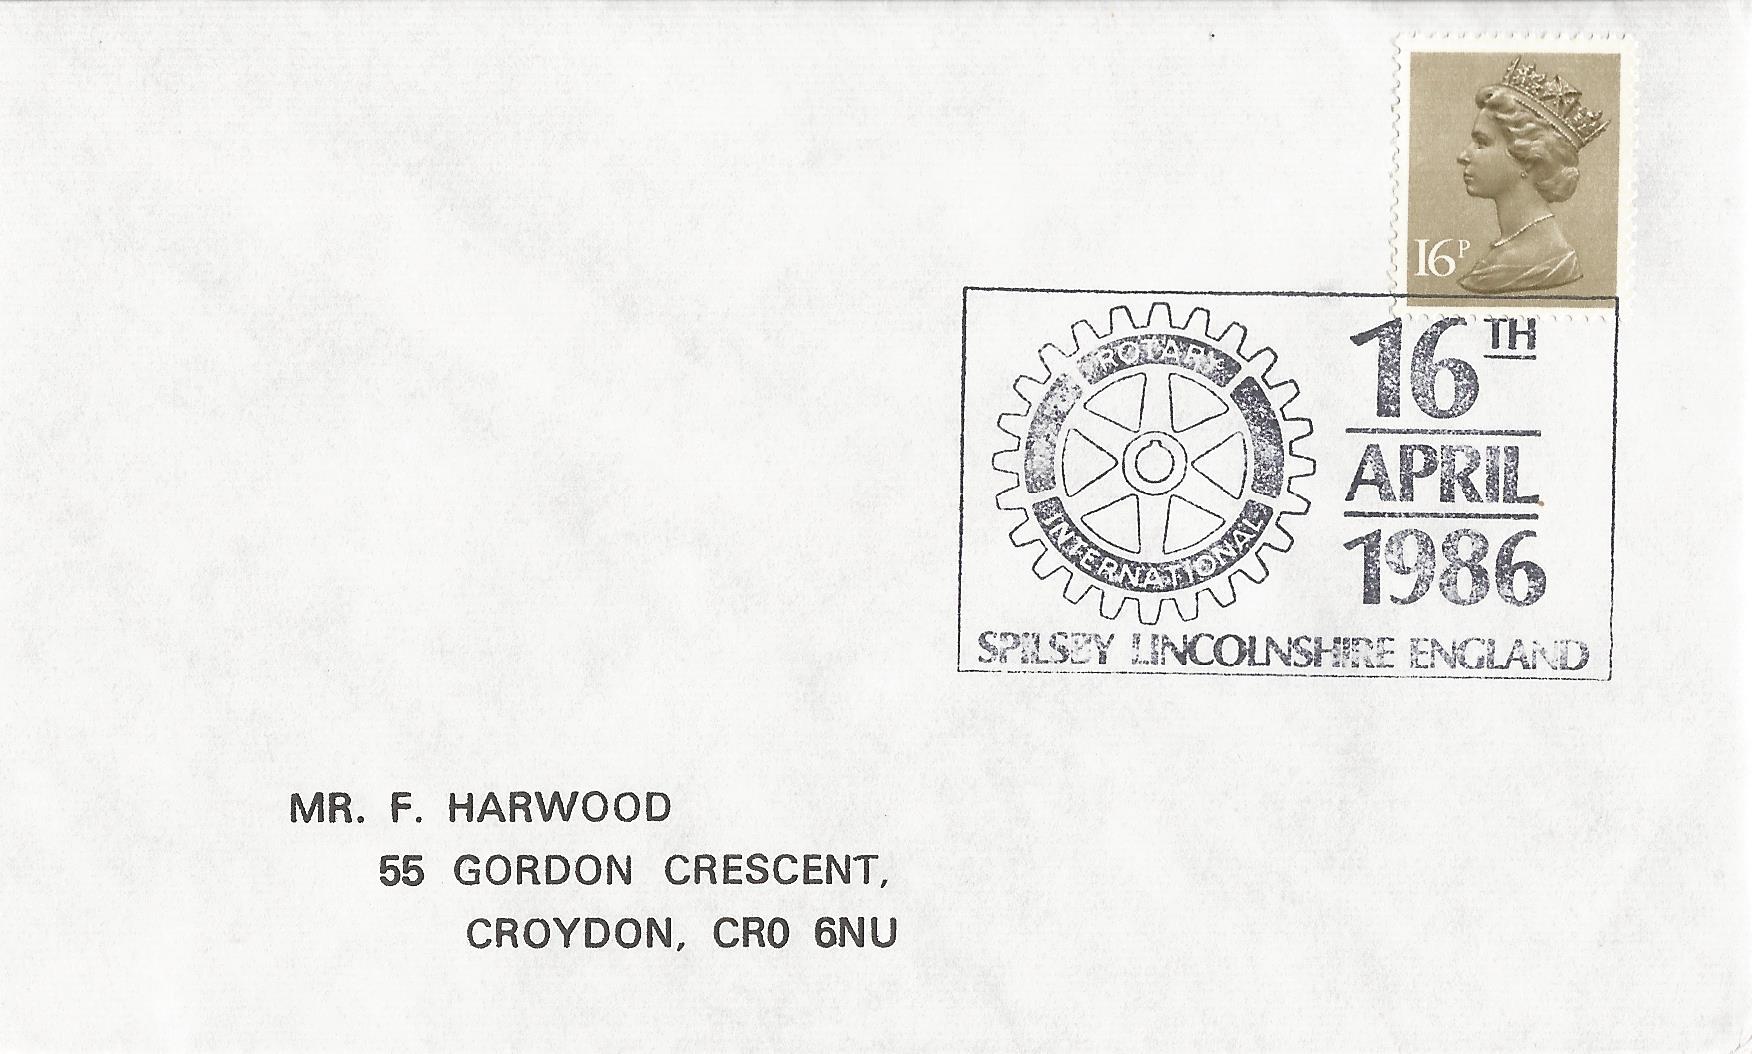 16P
ROTARY
INTERNATIONAL
16TH
APRIL
1986
SPILSBY LINCOLNSHIRE ENGLAND
MR. F. HARWOOD
55 GORDON CRESCENT,
CROYDON, CR0 6NU